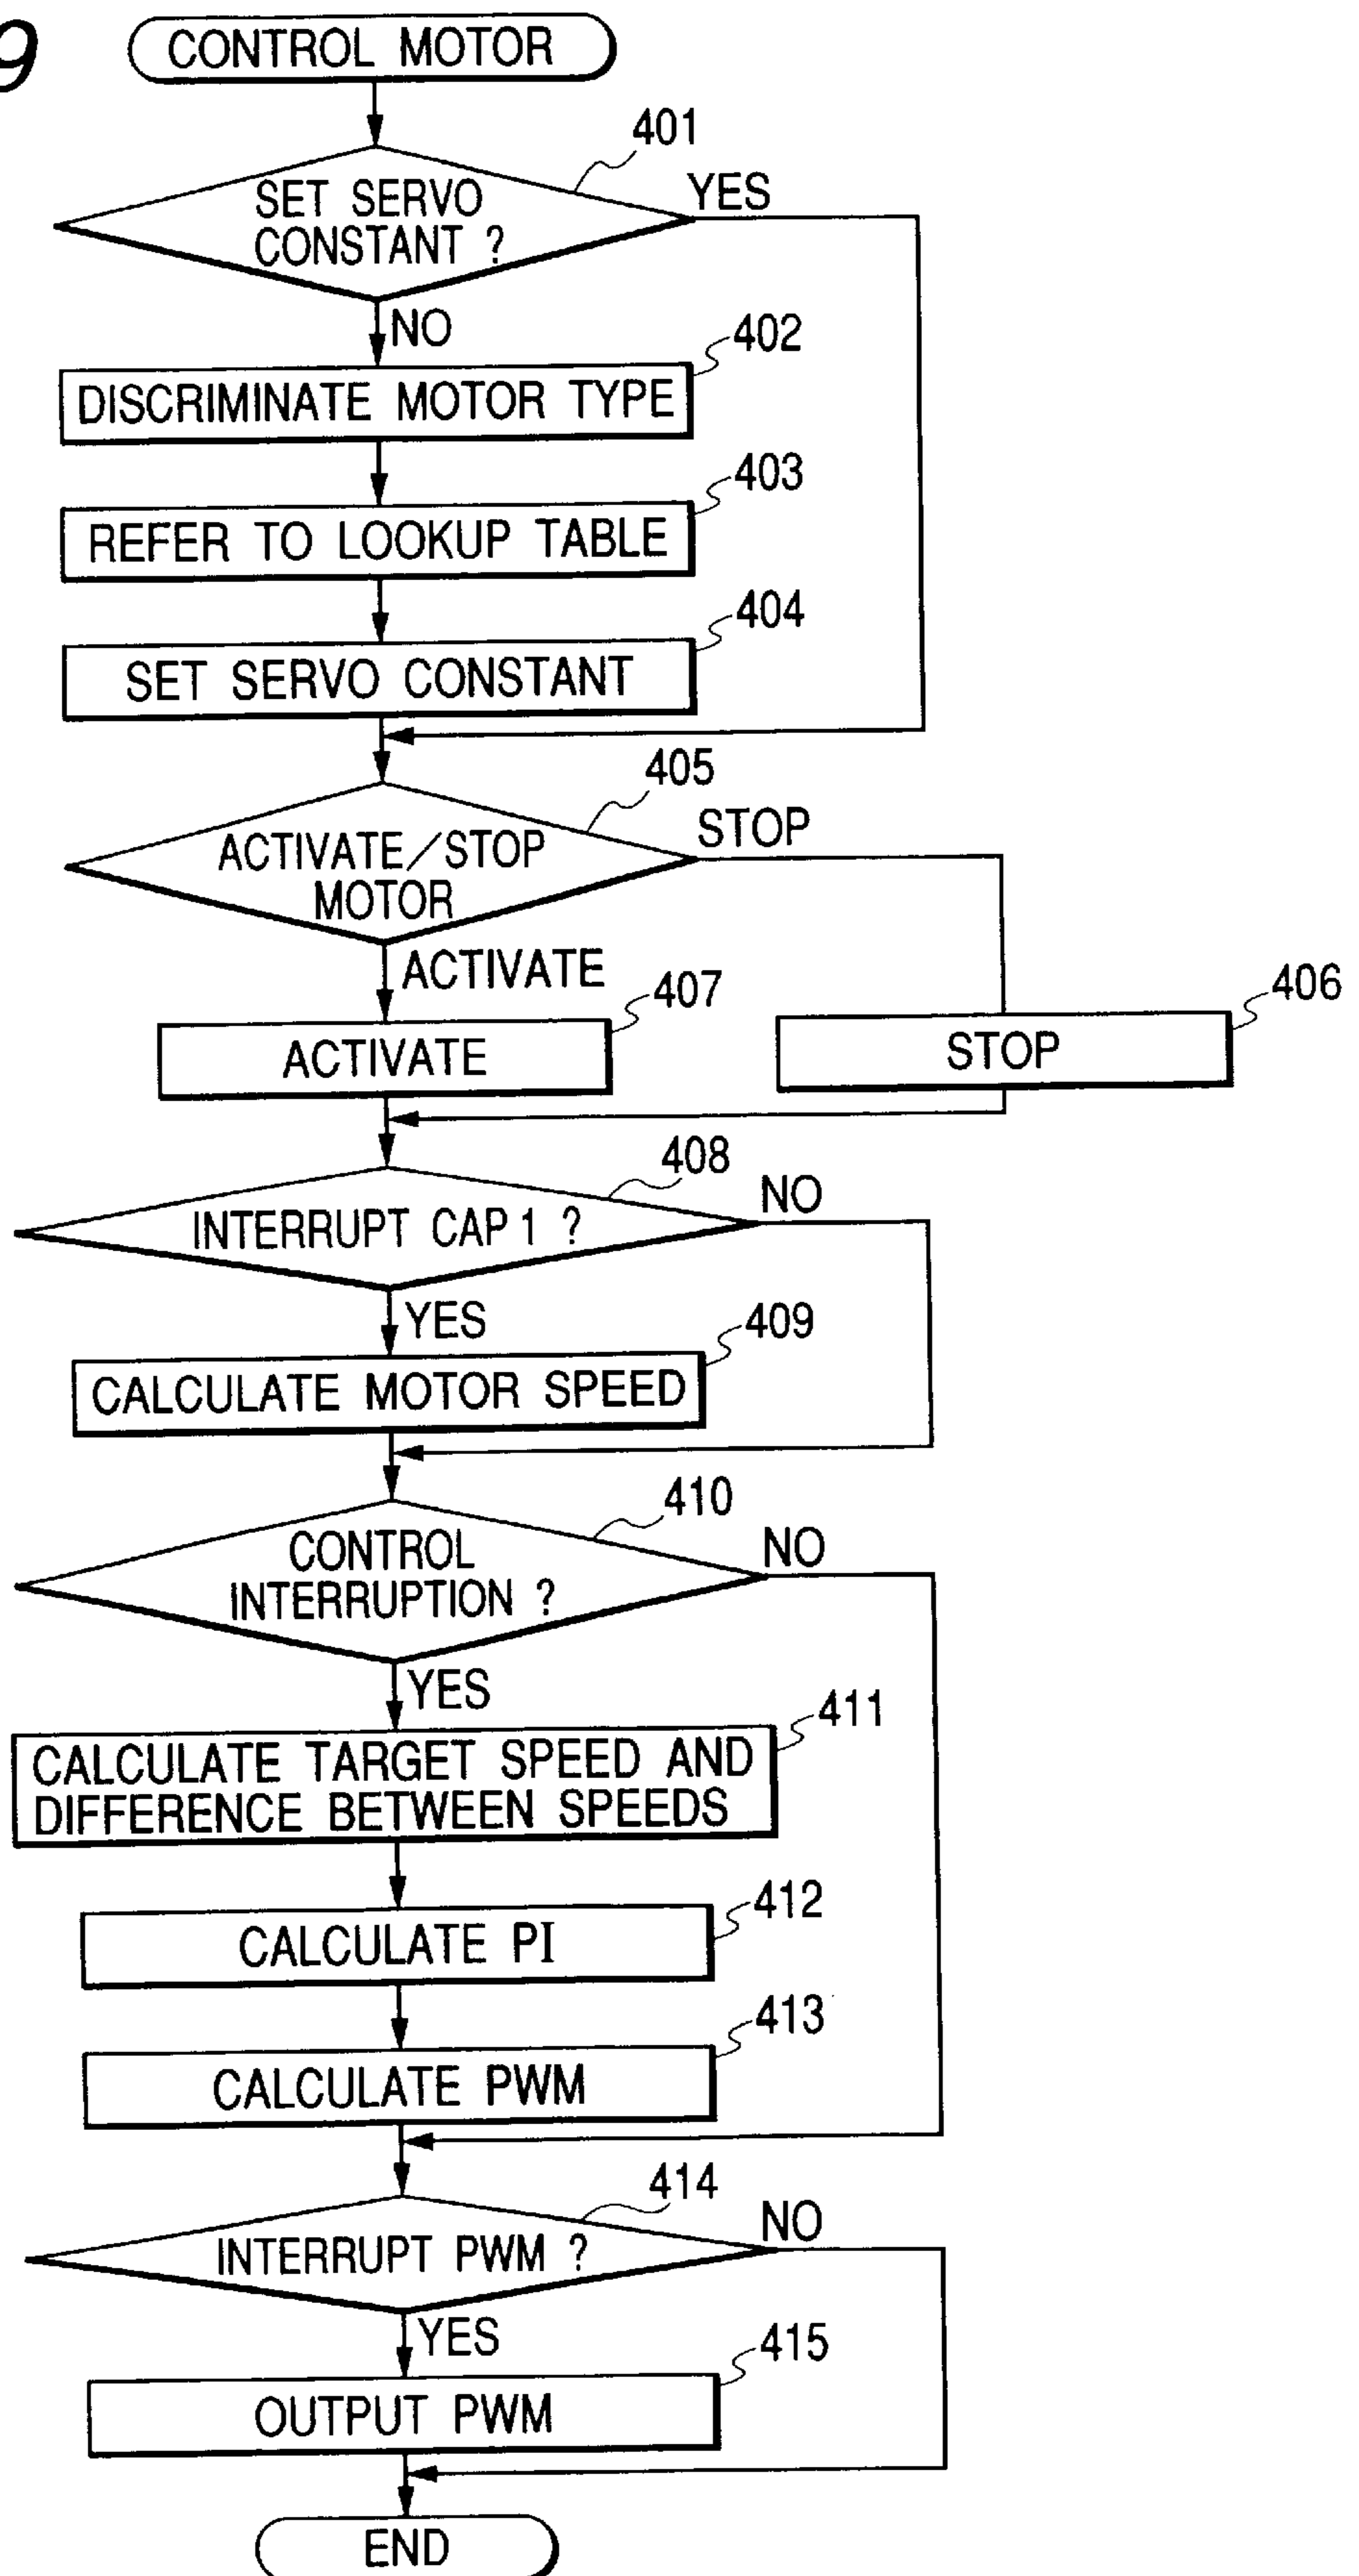 9
CONTROL MOTOR
401
SET SERVO
CONSTANT ?
YES
NO
402
DISCRIMINATE MOTOR TYPE
403
REFER TO LOOKUP TABLE
404
SET SERVO CONSTANT
405
ACTIVATE/STOP
MOTOR
STOP
ACTIVATE
407
ACTIVATE
406
STOP
408
INTERRUPT CAP 1 ?
NO
YES
409
CALCULATE MOTOR SPEED
410
CONTROL
INTERRUPTION ?
NO
YES
411
CALCULATE TARGET SPEED AND
DIFFERENCE BETWEEN SPEEDS
412
CALCULATE PI
413
CALCULATE PWM
414
INTERRUPT PWM ?
NO
YES
415
OUTPUT PWM
END